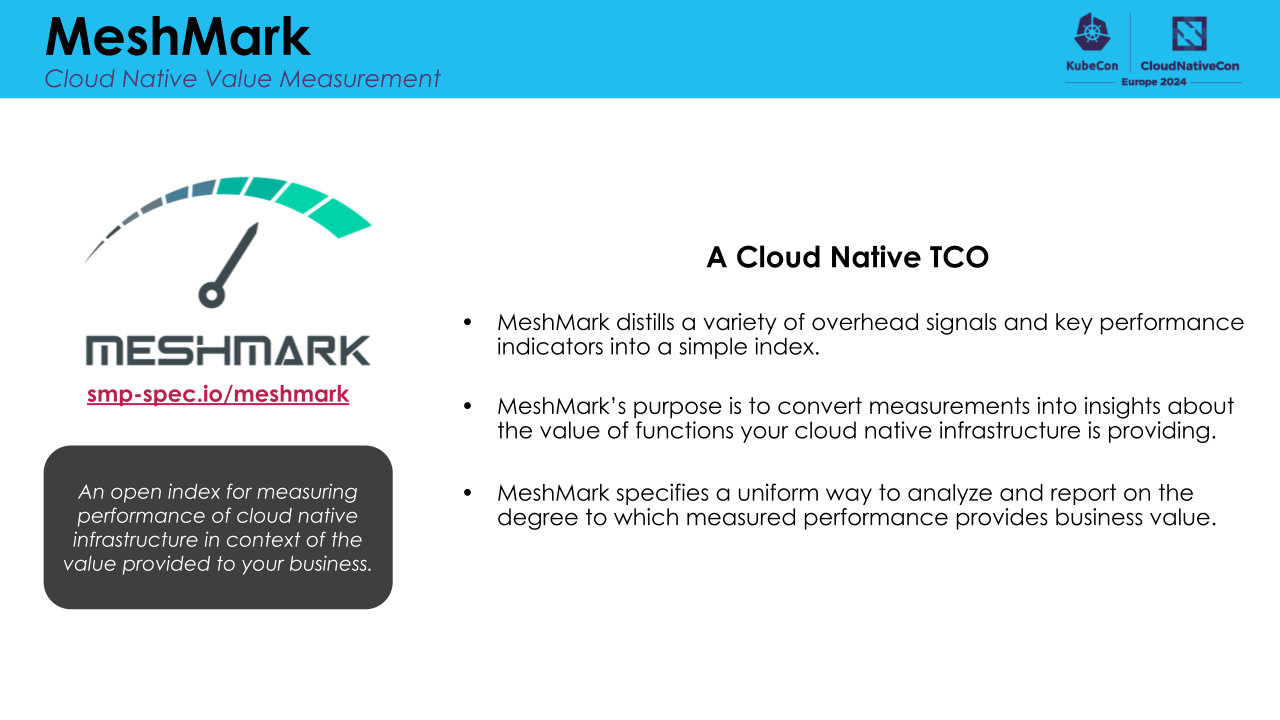 MeshMark
Cloud Native Value Measurement
KubeCon
CloudNativeCon
Europe 2024
MESHMARK
smp-spec.io/meshmark
An open index for measuring
performance of cloud native
infrastructure in context of the
value provided to your business.
A Cloud Native TCO
• MeshMark distills a variety of overhead signals and key performance
indicators into a simple index.
• MeshMark’s purpose is to convert measurements into insights about
the value of functions your cloud native infrastructure is providing.
• MeshMark specifies a uniform way to analyze and report on the
degree to which measured performance provides business value.